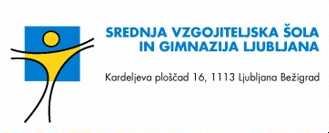 SREDNJA VZGOJITELJSKA ŠOLA
IN GIMNAZIJA LJUBLJANA
Kardeljeva ploščad 16, 1113 Ljubljana Bežigrad